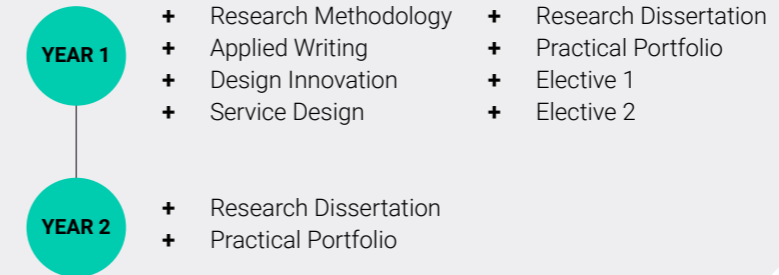 YEAR 1
+ Research Methodology
+ Applied Writing
+ Design Innovation
+ Service Design
+ Research Dissertation
+ Practical Portfolio
+ Elective 1
+ Elective 2
YEAR 2
+ Research Dissertation
+ Practical Portfolio